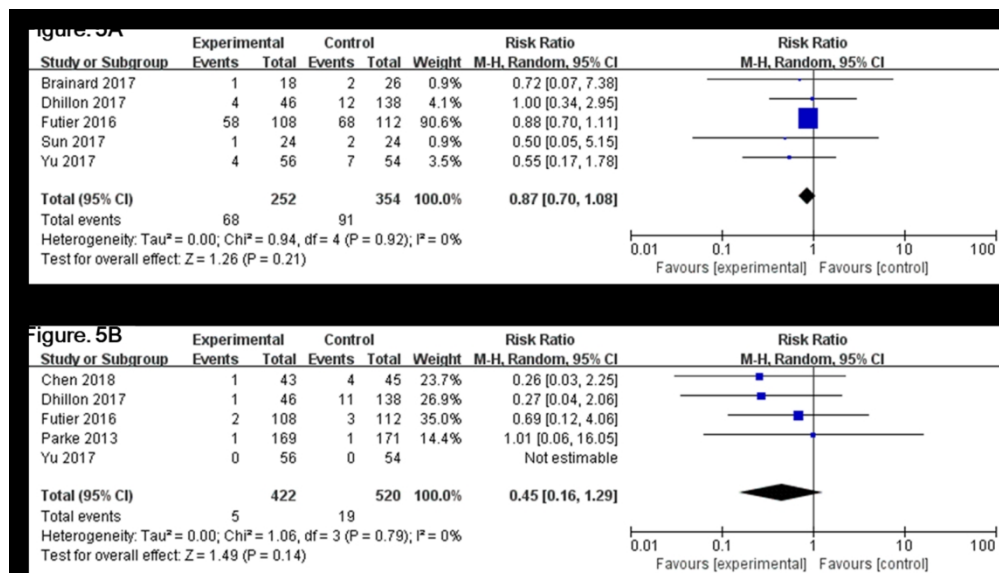 Figure. 5A
Experimental Control Risk Ratio Risk Ratio
Study or Subgroup Events Total Events Total Weight M-H, Random, 95% CI M-H, Random, 95% CI
Brainard 2017 1 18 2 26 0.9% 0.72 [0.07, 7.38]
Dhillon 2017 4 46 12 138 4.1% 1.00 [0.34, 2.95]
Futier 2016 58 108 68 112 90.6% 0.88 [0.70, 1.11]
Sun 2017 1 24 2 24 0.9% 0.50 [0.05, 5.15]
Yu 2017 4 56 7 54 3.5% 0.55 [0.17, 1.78]
Total (95% CI) 252 354 100.0% 0.87 [0.70, 1.08]
Total events 68 91
Heterogeneity: Tau² = 0.00; Chi² = 0.94, df = 4 (P = 0.92); I² = 0%
Test for overall effect: Z = 1.26 (P = 0.21)
0.01 0.1 1 10 100
Favours [experimental] Favours [control]
Figure. 5B
Experimental Control Risk Ratio Risk Ratio
Study or Subgroup Events Total Events Total Weight M-H, Random, 95% CI M-H, Random, 95% CI
Chen 2018 1 43 4 45 23.7% 0.26 [0.03, 2.25]
Dhillon 2017 1 46 11 138 26.9% 0.27 [0.04, 2.06]
Futier 2016 2 108 3 112 35.0% 0.69 [0.12, 4.06]
Parke 2013 1 169 1 171 14.4% 1.01 [0.06, 16.05]
Yu 2017 0 56 0 54 Not estimable
Total (95% CI) 422 520 100.0% 0.45 [0.16, 1.29]
Total events 5 19
Heterogeneity: Tau² = 0.00; Chi² = 1.06, df = 3 (P = 0.79); I² = 0%
Test for overall effect: Z = 1.49 (P = 0.14)
0.01 0.1 1 10 100
Favours [experimental] Favours [control]